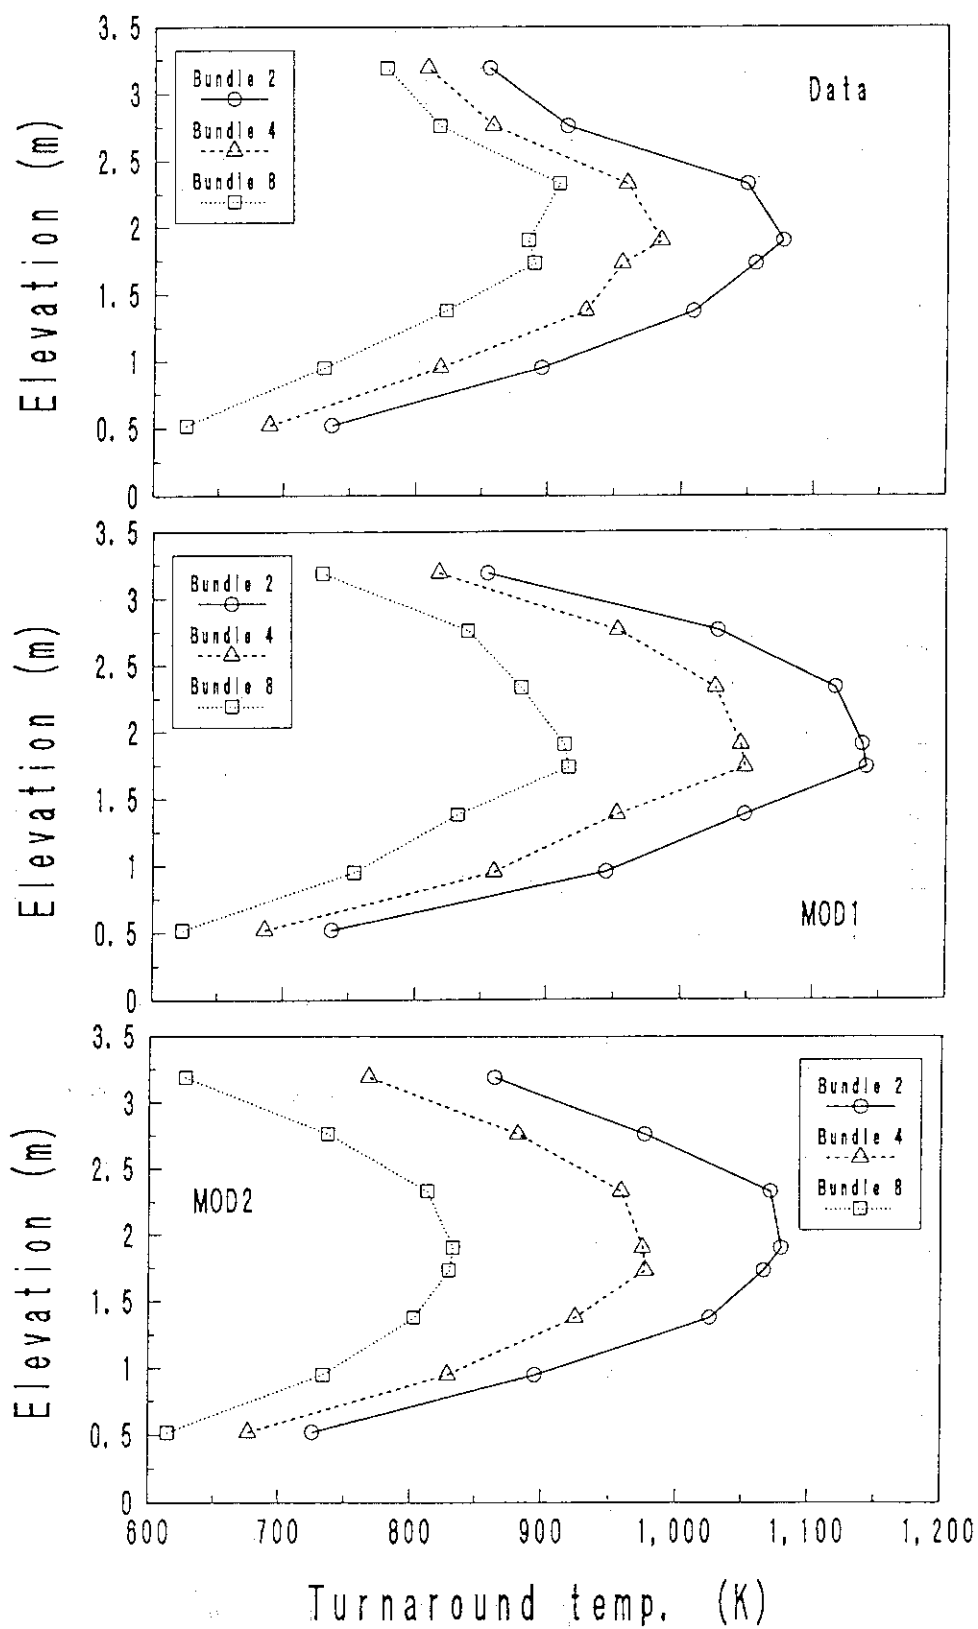 3.5
3
2.5
2
1.5
1
0.5
0
Elevation (m)
Bundle 2
Bundle 4
Bundle 8
Data
3.5
3
2.5
2
1.5
1
0.5
0
Elevation (m)
Bundle 2
Bundle 4
Bundle 8
MOD1
3.5
3
2.5
2
1.5
1
0.5
0
Elevation (m)
Bundle 2
Bundle 4
Bundle 8
MOD2
600 700 800 900 1,000 1,100 1,200
Turnaround temp. (K)